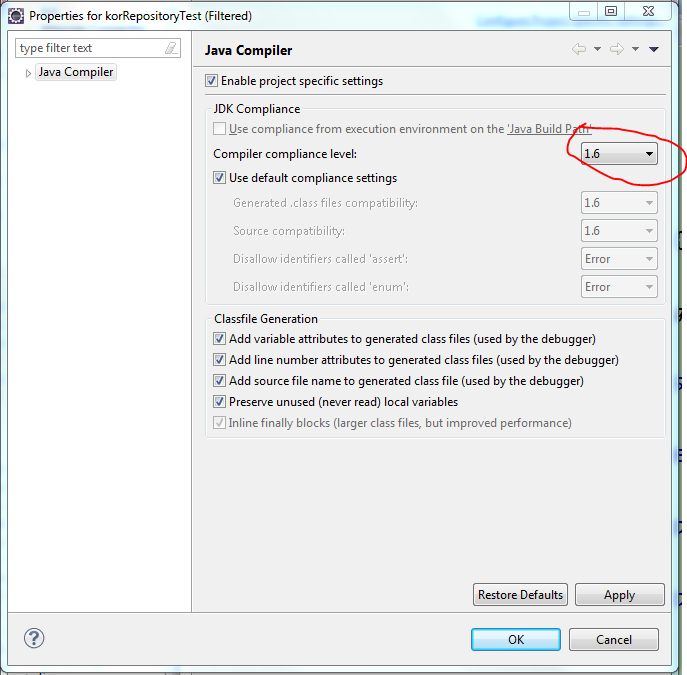 Properties for korRepositoryTest (Filtered)
type filter text
Java Compiler
Java Compiler
Enable project specific settings
JDK Compliance
Use compliance from execution environment on the 'Java Build Path'
Compiler compliance level: 1.6
Use default compliance settings
Generated .class files compatibility: 1.6
Source compatibility: 1.6
Disallow identifiers called 'assert': Error
Disallow identifiers called 'enum': Error
Classfile Generation
Add variable attributes to generated class files (used by the debugger)
Add line number attributes to generated class files (used by the debugger)
Add source file name to generated class file (used by the debugger)
Preserve unused (never read) local variables
Inline finally blocks (larger class files, but improved performance)
Restore Defaults Apply
? OK Cancel